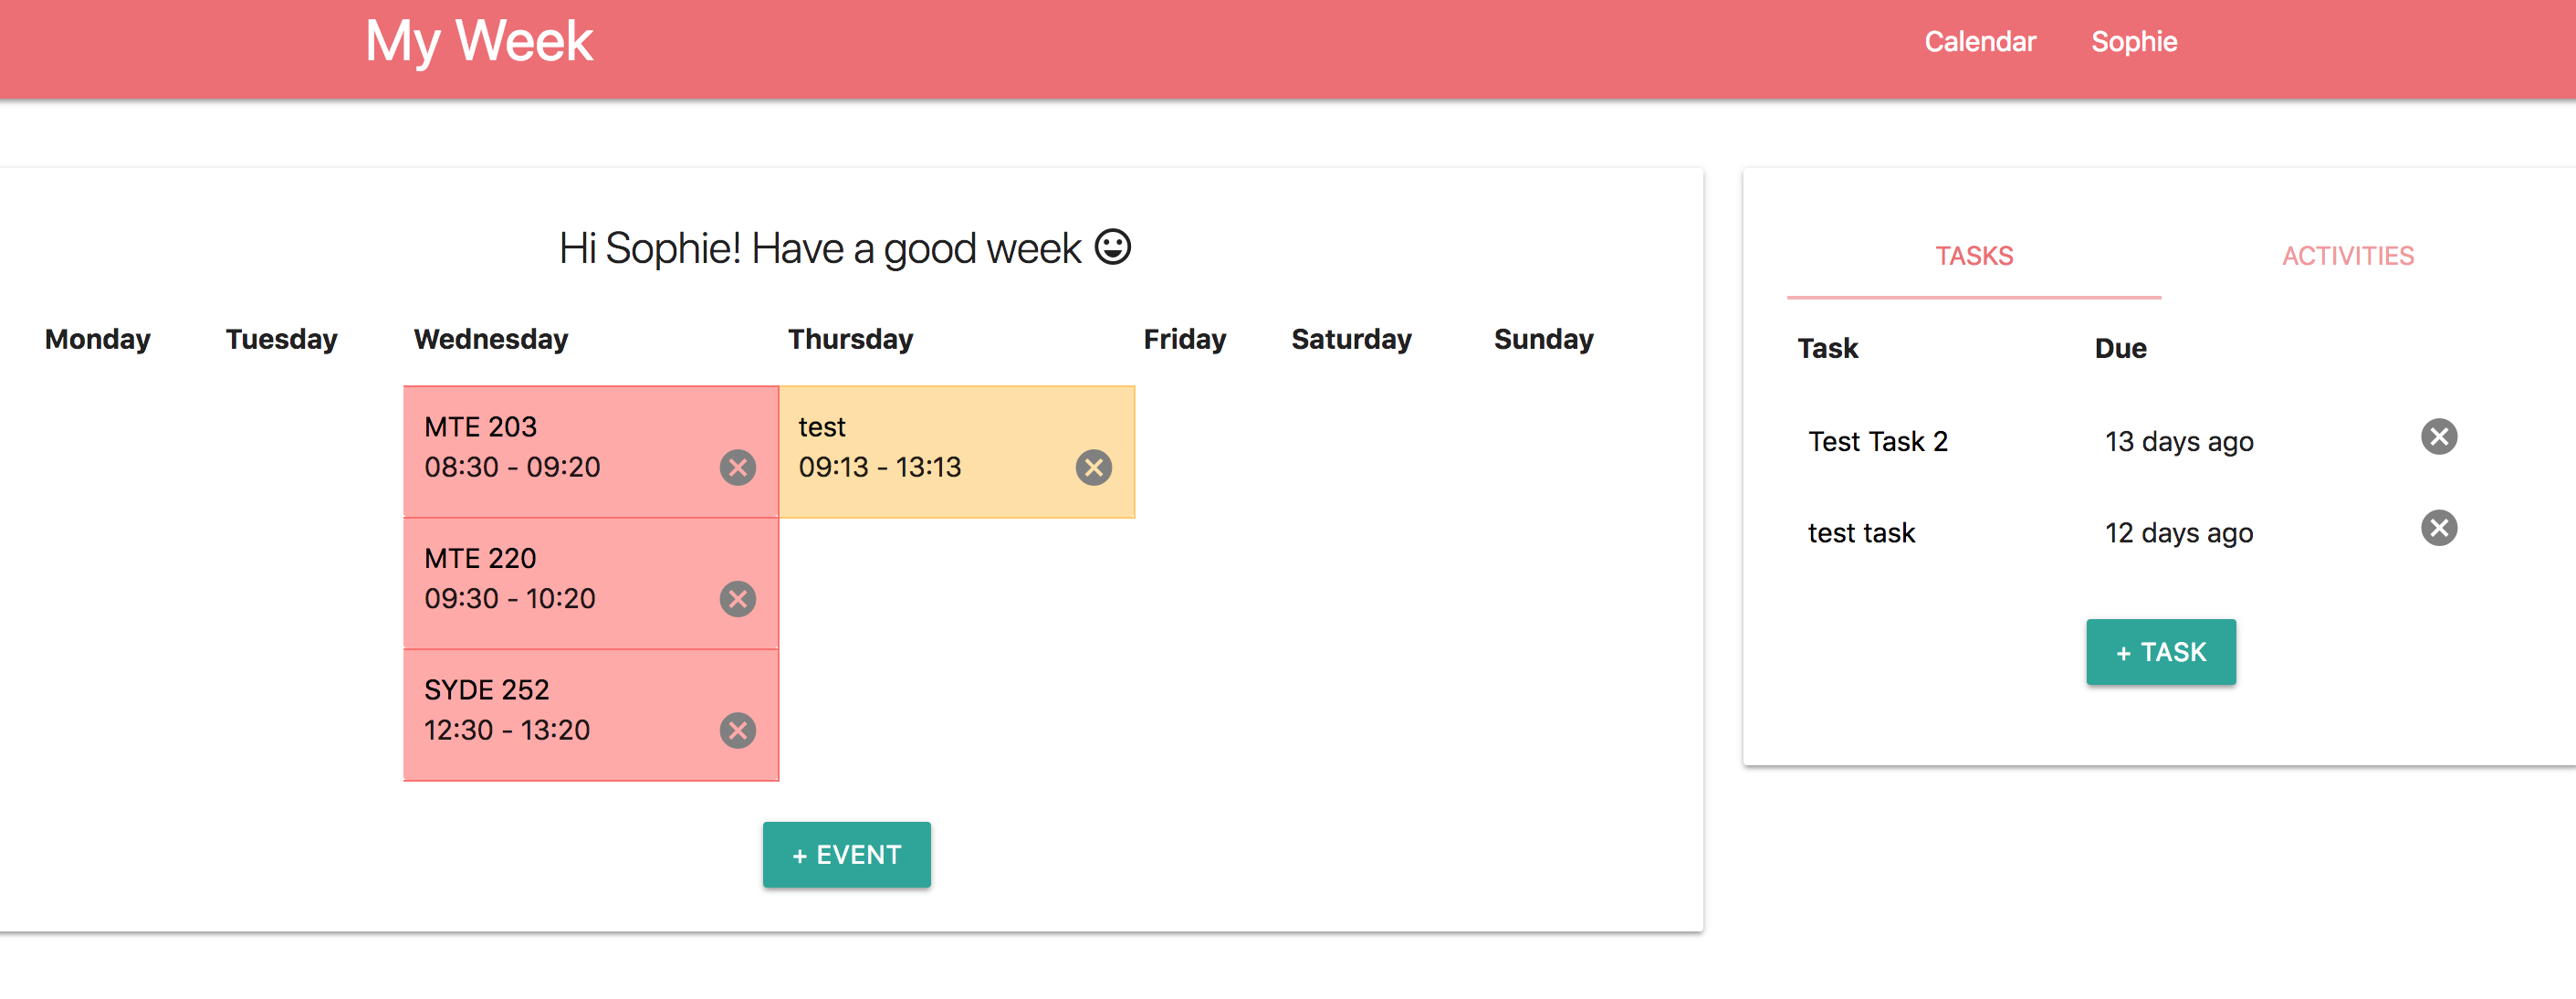 My Week
Calendar Sophie
Hi Sophie! Have a good week
Monday Tuesday Wednesday Thursday Friday Saturday Sunday
MTE 203
08:30 - 09:20
test
09:13 - 13:13
MTE 220
09:30 - 10:20
SYDE 252
12:30 - 13:20
+ EVENT
TASKS ACTIVITIES
Task Due
Test Task 2 13 days ago
test task 12 days ago
+ TASK